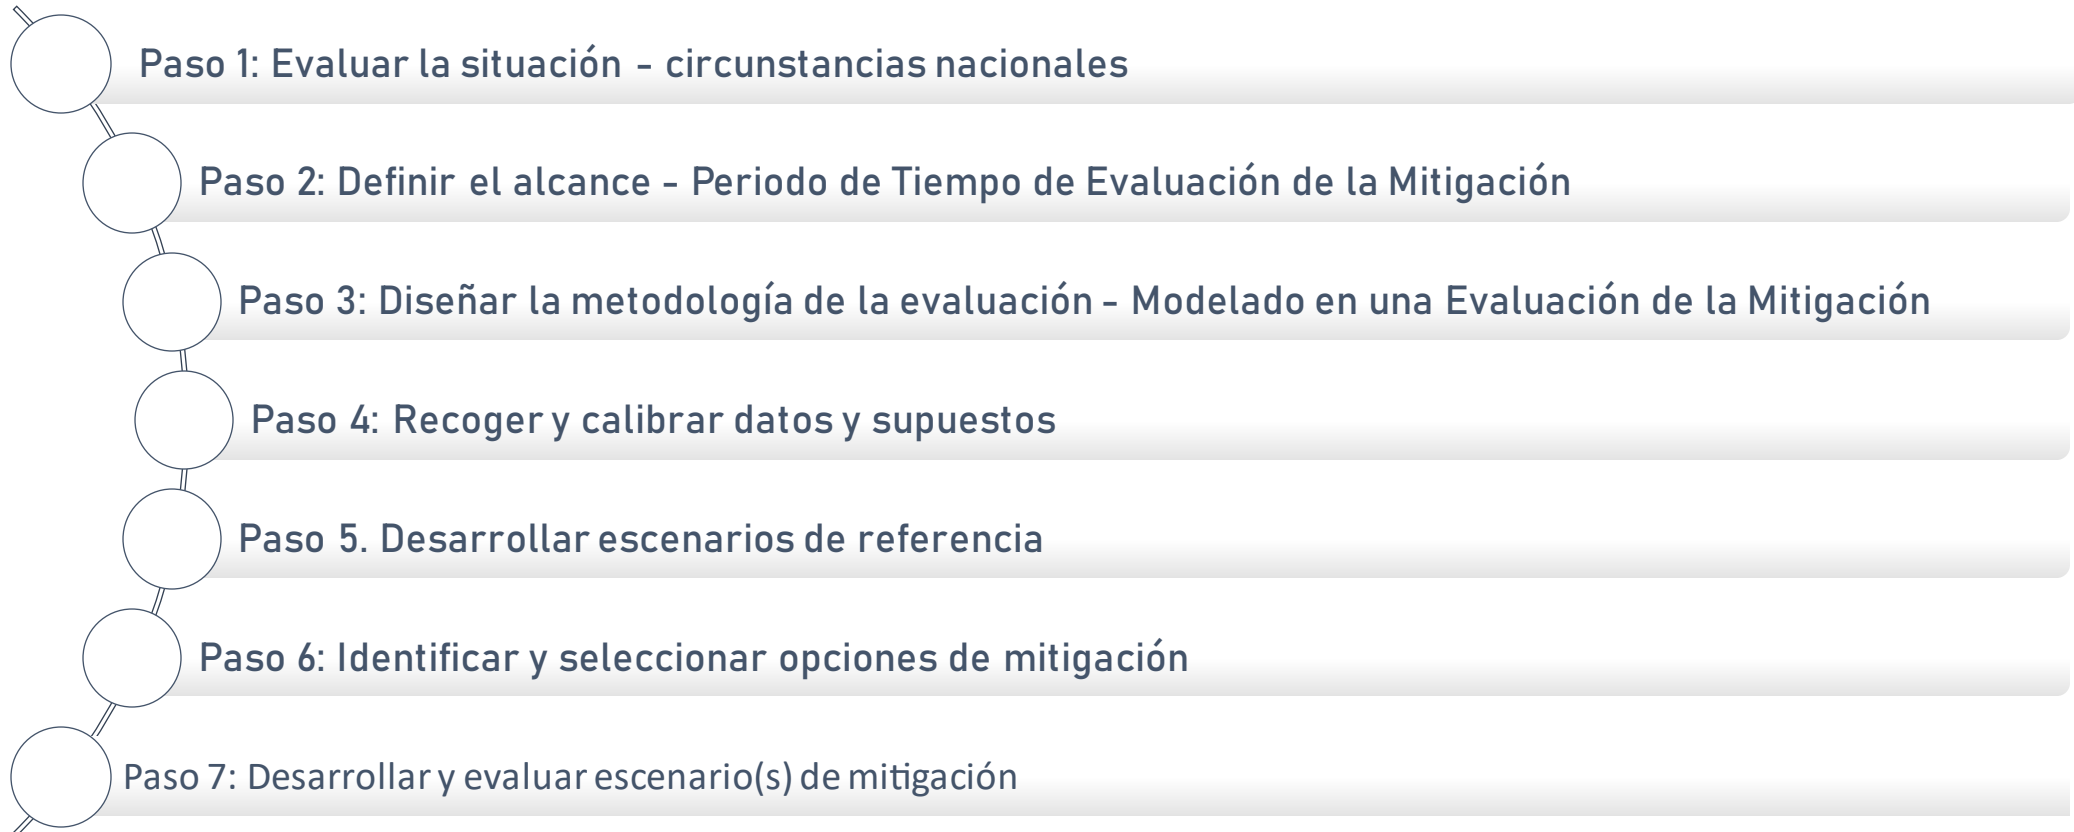 Paso 1: Evaluar la situación - circunstancias nacionales
Paso 2: Definir el alcance - Periodo de Tiempo de Evaluación de la Mitigación
Paso 3: Diseñar la metodología de la evaluación - Modelado en una Evaluación de la Mitigación
Paso 4: Recoger y calibrar datos y supuestos
Paso 5. Desarrollar escenarios de referencia
Paso 6: Identificar y seleccionar opciones de mitigación
Paso 7: Desarrollar y evaluar escenario(s) de mitigación